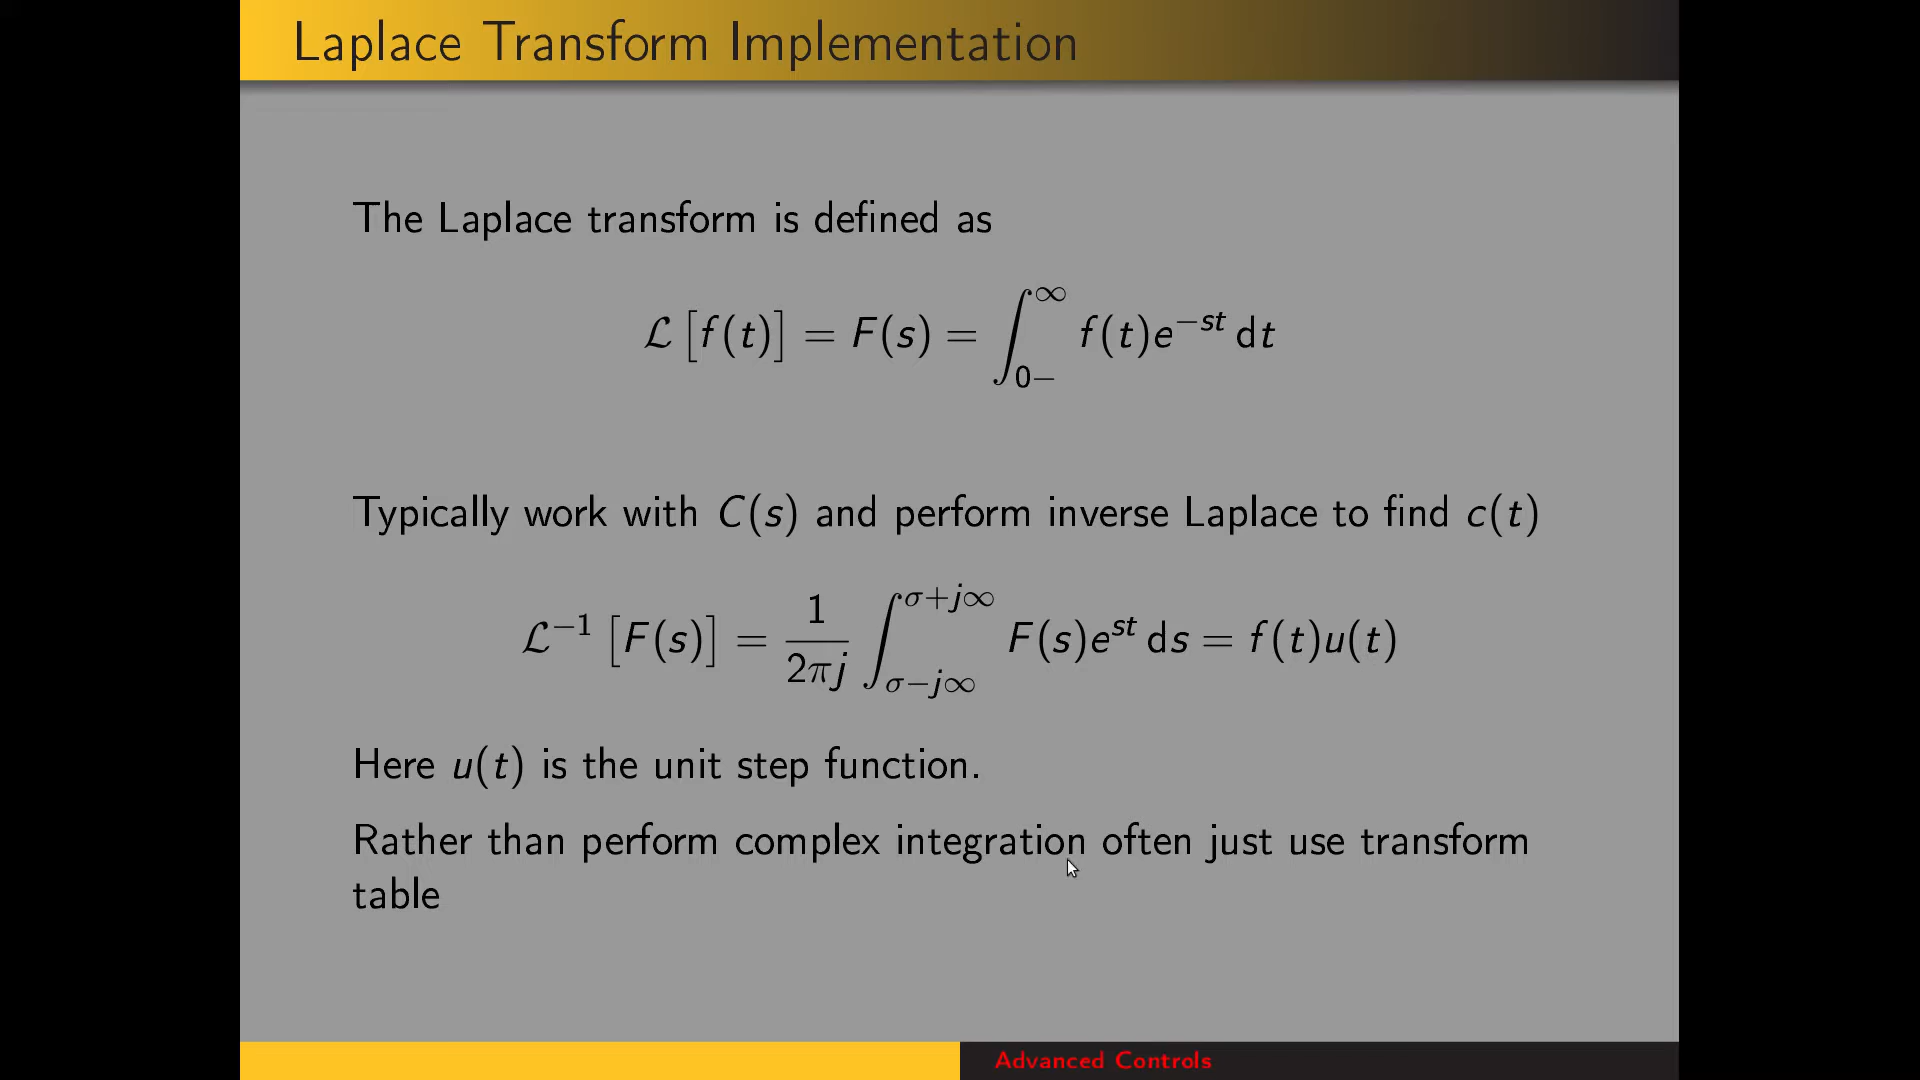 Laplace Transform Implementation
The Laplace transform is defined as
ℒ [f(t)] = F(s) = ∫₀₋^∞ f(t)e^{−st} dt
Typically work with C(s) and perform inverse Laplace to find c(t)
ℒ⁻¹ [F(s)] = \frac{1}{2πj} ∫_{σ−j∞}^{σ+j∞} F(s)e^{st} ds = f(t)u(t)
Here u(t) is the unit step function.
Rather than perform complex integration often just use transform
table
Advanced Controls